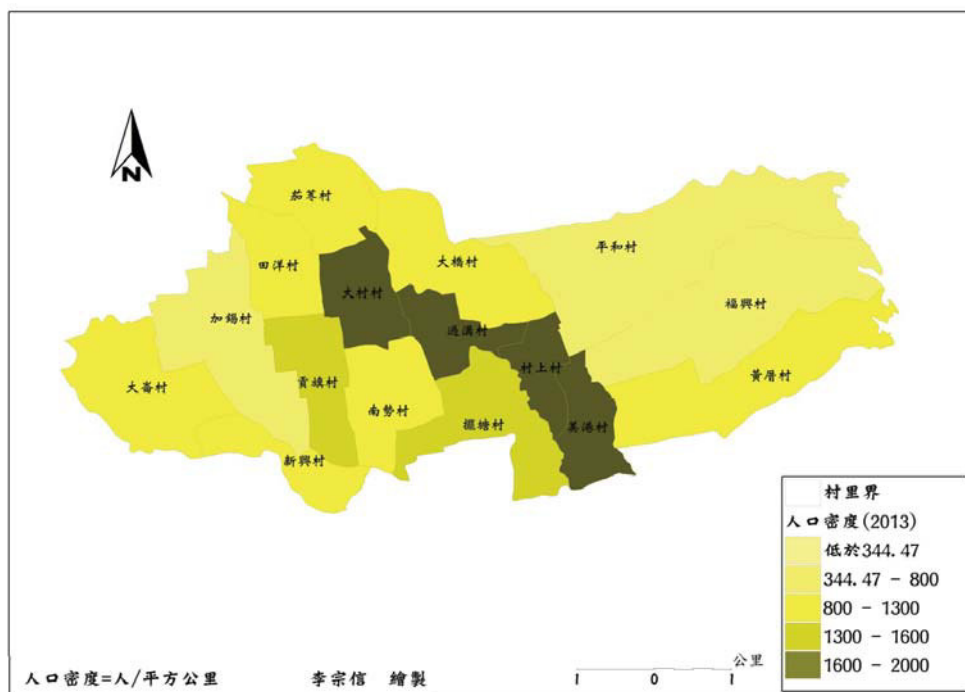 N
茄苳村
田洋村
大橋村
平和村
大村村
福興村
加錫村
過溝村
村上村
黃厝村
貢旗村
大崙村
南勢村
擺塘村
美港村
新興村
村里界
人口密度(2013)
低於344.47
344.47 - 800
800 - 1300
1300 - 1600
1600 - 2000
公里
1 0 1
人口密度=人/平方公里
李宗信 繪製